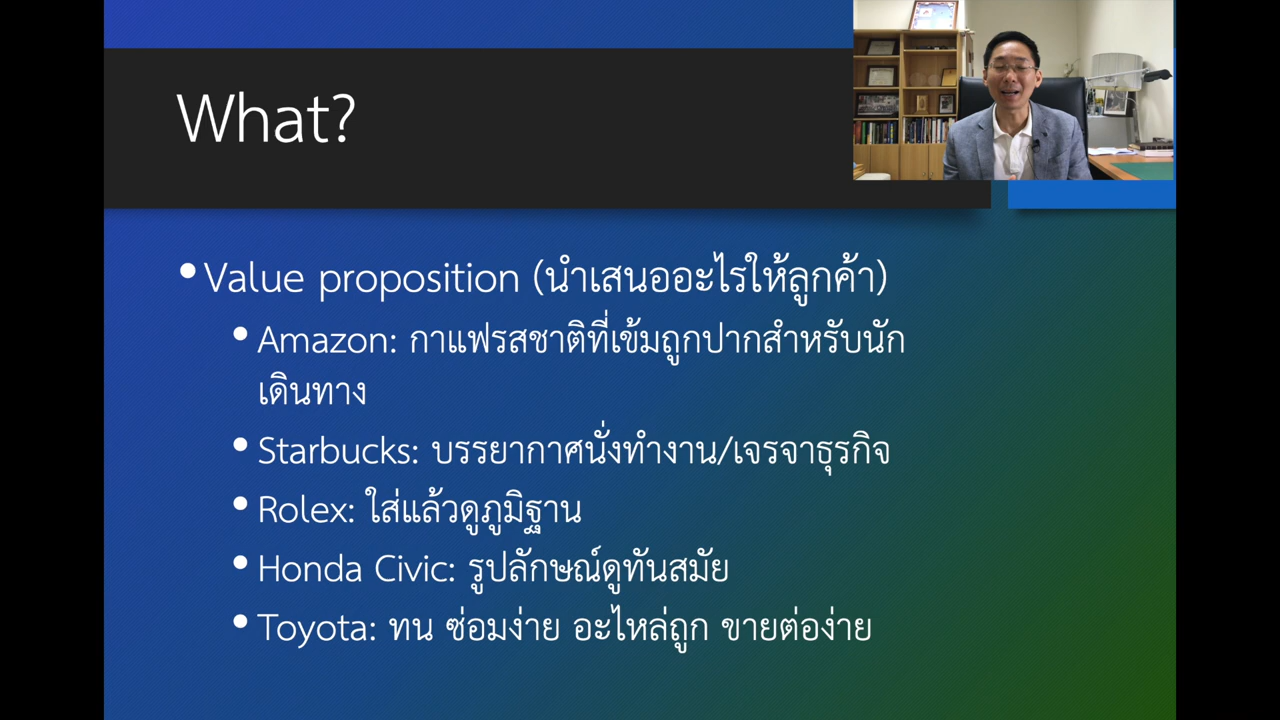 What?
•Value proposition (นำเสนออะไรให้ลูกค้า)
•Amazon: กาแฟรสชาติที่เข้มถูกปากสำหรับนัก
เดินทาง
•Starbucks: บรรยากาศนั่งทำงาน/เจรจาธุรกิจ
•Rolex: ใส่แล้วดูภูมิฐาน
•Honda Civic: รูปลักษณ์ดูทันสมัย
•Toyota: ทน ซ่อมง่าย อะไหล่ถูก ขายต่อง่าย